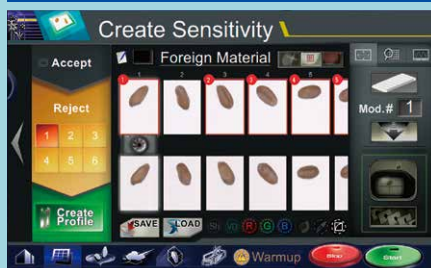 Create Sensitivity
Accept
Foreign Material
1 2 3 4 5
Reject
Mod.# 1
1 2 3
4 5 6
Create
Profile
SAVE
LOAD
R G B
Warmup
Stop
Start